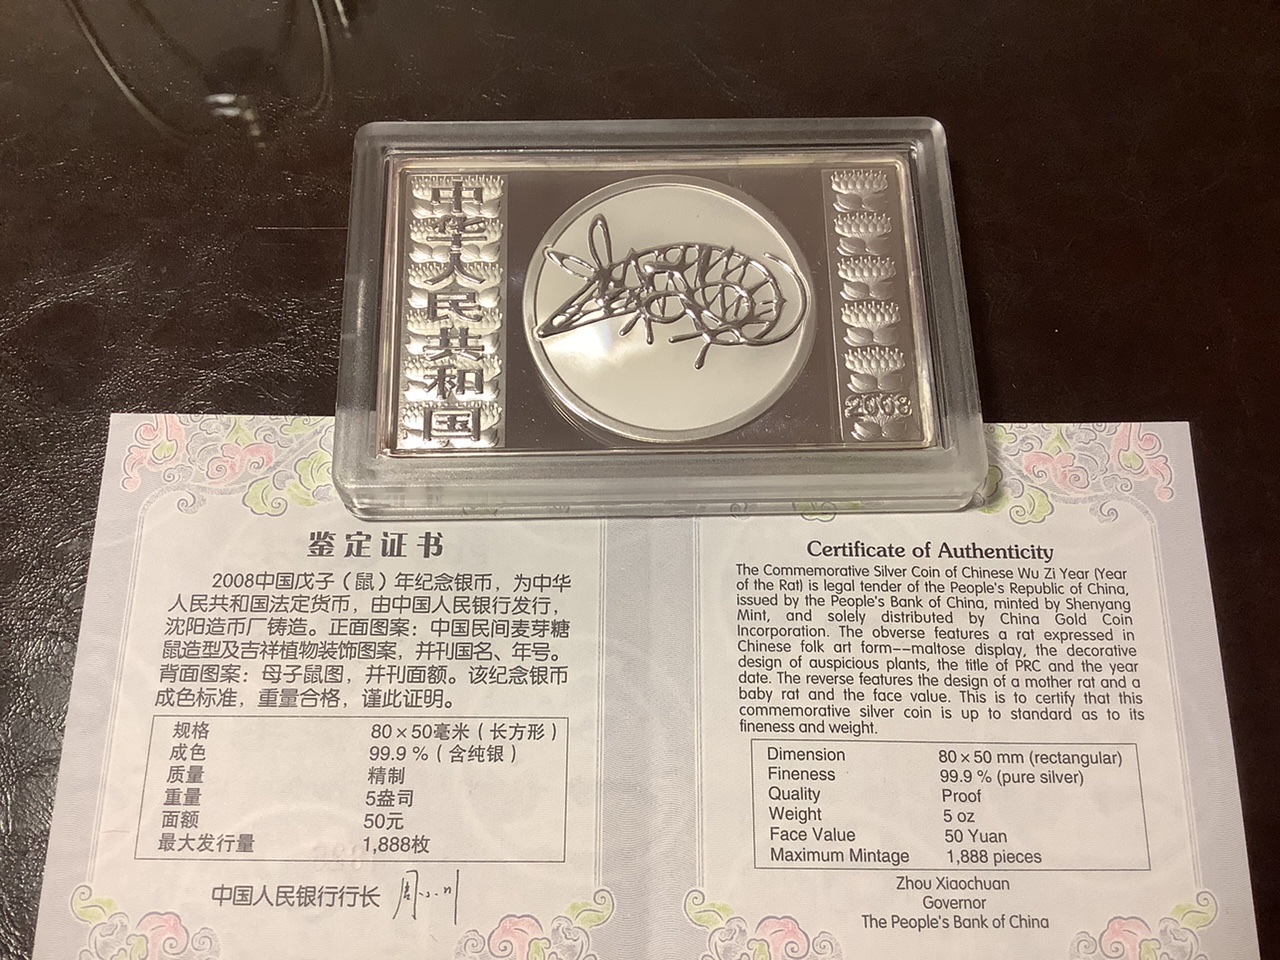 中
华
人
民
共
和
国
2008
鉴定证书
2008中国戊子（鼠）年纪念银币，为中华
人民共和国法定货币，由中国人民银行发行，
沈阳造币厂铸造。正面图案：中国民间麦芽糖
鼠造型及吉祥植物装饰图案，并刊国名、年号。
背面图案：母子鼠图，并刊面额。该纪念银币
成色标准，重量合格，谨此证明。
规格 80×50毫米（长方形）
成色 99.9 %（含纯银）
质量 精制
重量 5盎司
面额 50元
最大发行量 1,888枚
中国人民银行行长 周小川
Certificate of Authenticity
The Commemorative Silver Coin of Chinese Wu Zi Year (Year
of the Rat) is legal tender of the People's Republic of China,
issued by the People's Bank of China, minted by Shenyang
Mint, and solely distributed by China Gold Coin
Incorporation. The obverse features a rat expressed in
Chinese folk art form--maltose display, the decorative
design of auspicious plants, the title of PRC and the year
date. The reverse features the design of a mother rat and a
baby rat and the face value. This is to certify that this
commemorative silver coin is up to standard as to its
fineness and weight.
Dimension 80×50 mm (rectangular)
Fineness 99.9 % (pure silver)
Quality Proof
Weight 5 oz
Face Value 50 Yuan
Maximum Mintage 1,888 pieces
Zhou Xiaochuan
Governor
The People's Bank of China